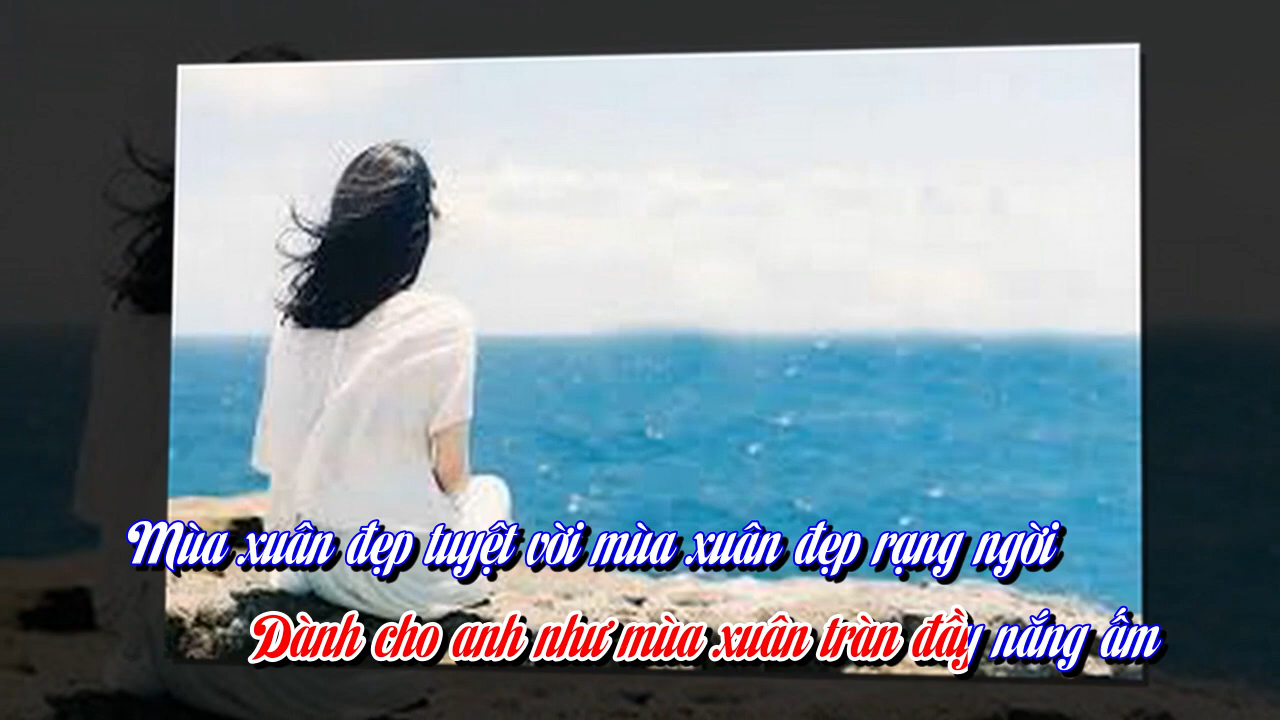 Mùa xuân đẹp tuyệt vời mùa xuân đẹp rạng ngời
Dành cho anh như mùa xuân tràn đầy nắng ấm